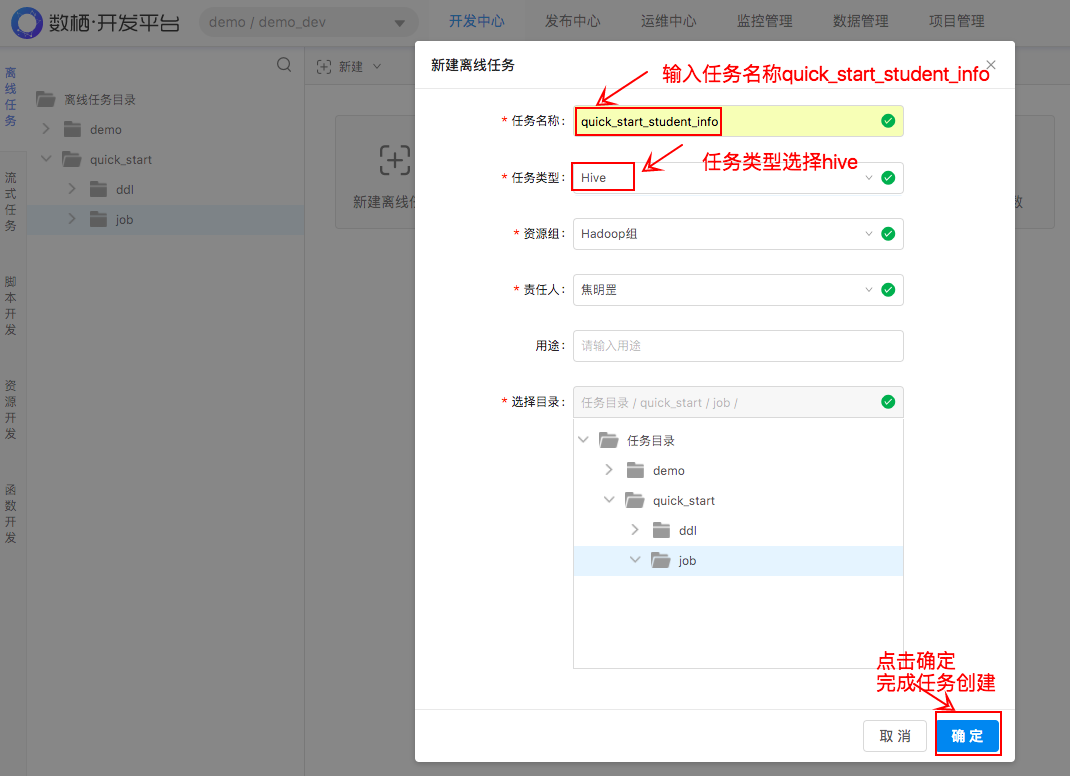 数栖·开发平台
demo / demo_dev
开发中心
发布中心
运维中心
监控管理
数据管理
项目管理
离线任务
流式任务
脚本开发
资源开发
函数开发
离线任务目录
demo
quick_start
ddl
job
新建
新建离线任
数
新建离线任务
输入任务名称quick_start_student_info
* 任务名称:
quick_start_student_info
任务类型选择hive
* 任务类型:
Hive
* 资源组:
Hadoop组
* 责任人:
焦明罡
用途:
请输入用途
* 选择目录:
任务目录 / quick_start / job /
任务目录
demo
quick_start
ddl
job
点击确定
完成任务创建
取 消
确 定